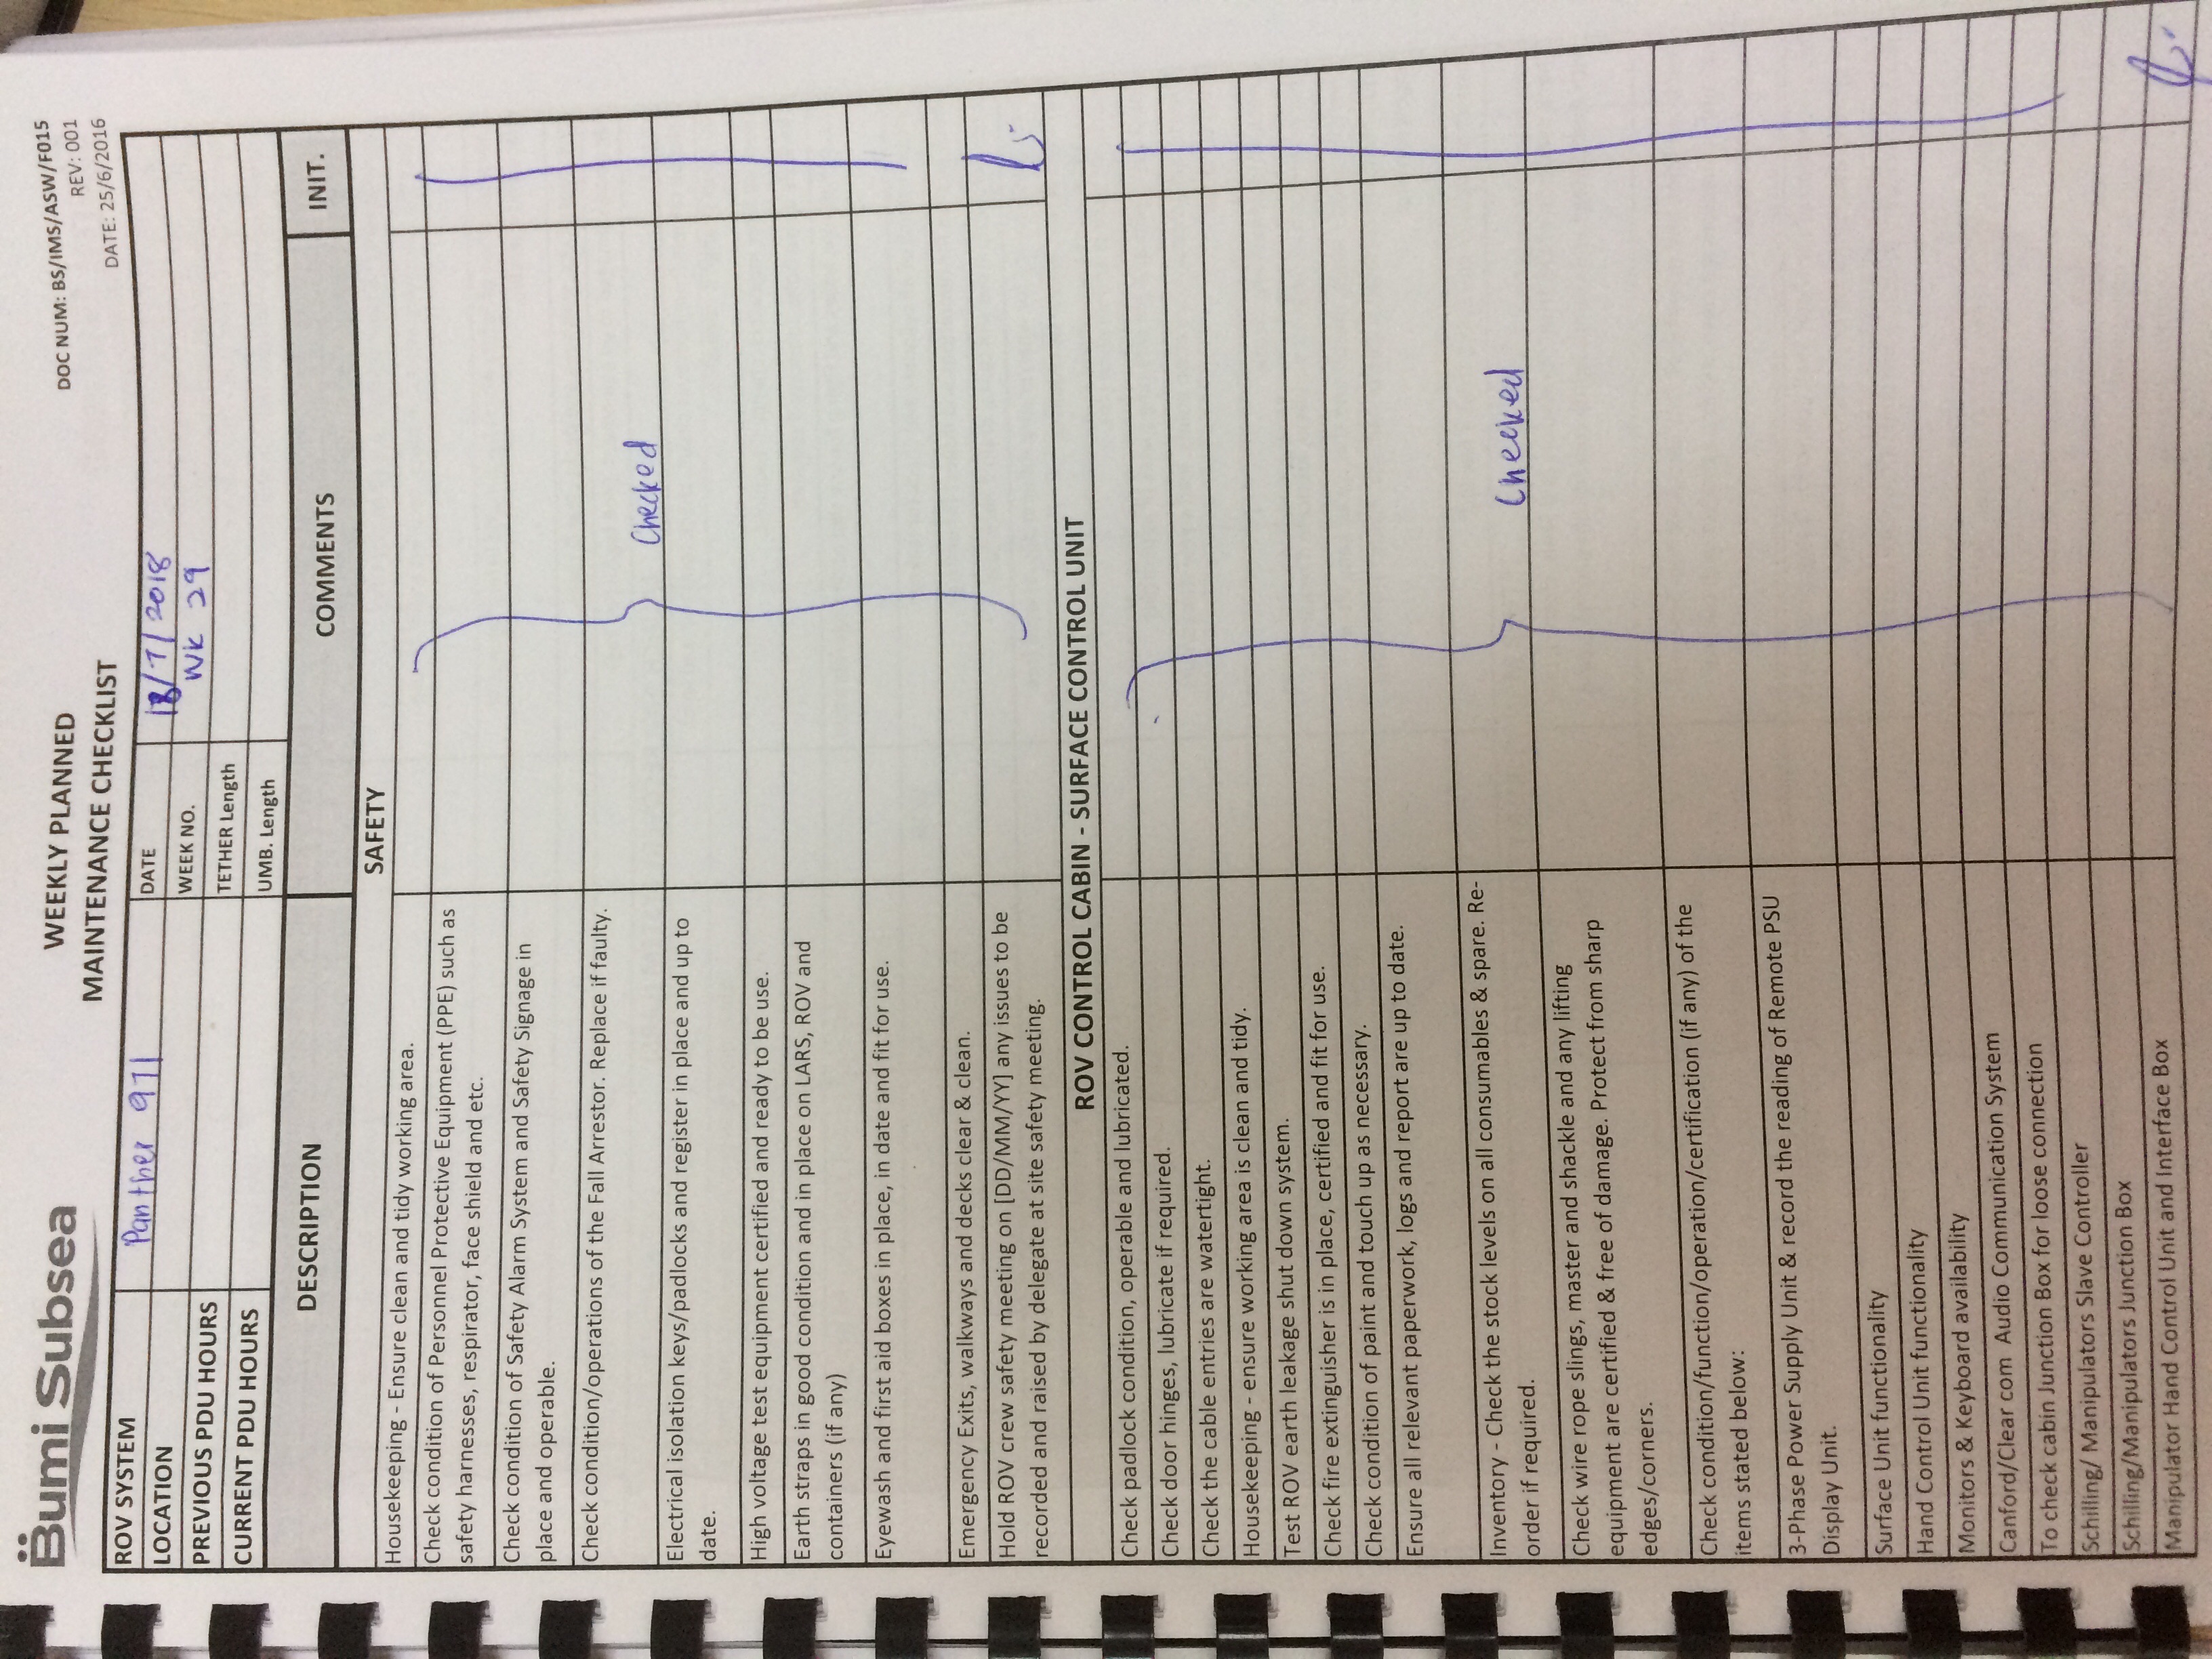 Bumi Subsea
WEEKLY PLANNED
MAINTENANCE CHECKLIST
DOC NUM: BS/IMS/ASW/F015
REV: 001
DATE: 25/6/2016
ROV SYSTEM Panther 971
DATE 18/7/2018
LOCATION
WEEK NO. WK 29
PREVIOUS PDU HOURS
TETHER Length
CURRENT PDU HOURS
UMB. Length
DESCRIPTION COMMENTS INIT.
SAFETY
Housekeeping - Ensure clean and tidy working area.
Check condition of Personnel Protective Equipment (PPE) such as
safety harnesses, respirator, face shield and etc.
Check condition of Safety Alarm System and Safety Signage in
place and operable.
Check condition/operations of the Fall Arrestor. Replace if faulty.
Checked
Electrical isolation keys/padlocks and register in place and up to
date.
High voltage test equipment certified and ready to be use.
Earth straps in good condition and in place on LARS, ROV and
containers (if any)
Eyewash and first aid boxes in place, in date and fit for use.
Emergency Exits, walkways and decks clear & clean.
Hold ROV crew safety meeting on [DD/MM/YY] any issues to be
recorded and raised by delegate at site safety meeting.
ROV CONTROL CABIN - SURFACE CONTROL UNIT
Check padlock condition, operable and lubricated.
Check door hinges, lubricate if required.
Check the cable entries are watertight.
Housekeeping - ensure working area is clean and tidy.
Test ROV earth leakage shut down system.
Check fire extinguisher is in place, certified and fit for use.
Check condition of paint and touch up as necessary.
Ensure all relevant paperwork, logs and report are up to date.
Inventory - Check the stock levels on all consumables & spare. Re-
order if required.
Checked
Check wire rope slings, master and shackle and any lifting
equipment are certified & free of damage. Protect from sharp
edges/corners.
Check condition/function/operation/certification (if any) of the
items stated below:
3-Phase Power Supply Unit & record the reading of Remote PSU
Display Unit.
Surface Unit functionality
Hand Control Unit functionality
Monitors & Keyboard availability
Canford/Clear com Audio Communication System
To check cabin Junction Box for loose connection
Schilling/ Manipulators Slave Controller
Schilling/Manipulators Junction Box
Manipulator Hand Control Unit and Interface Box